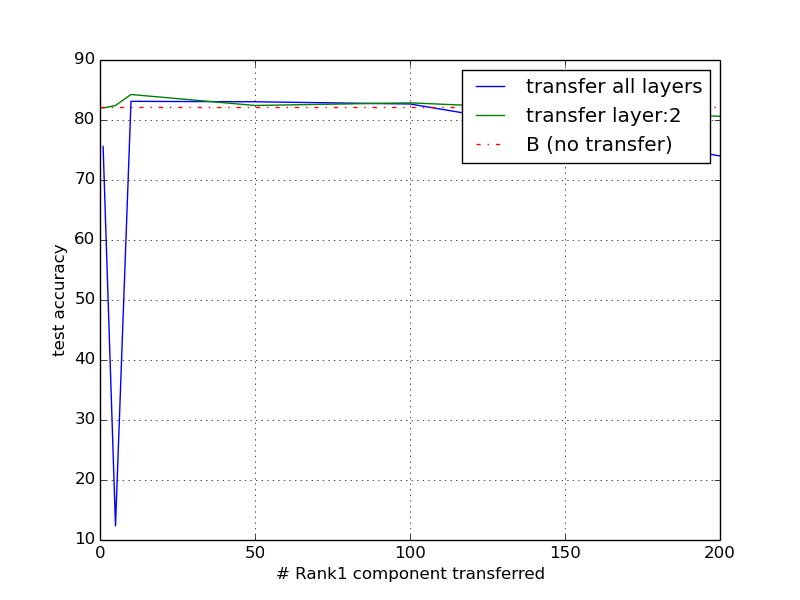 90
80
70
60
50
40
30
20
10
0 50 100 150 200
test accuracy
# Rank1 component transferred
transfer all layers
transfer layer:2
B (no transfer)